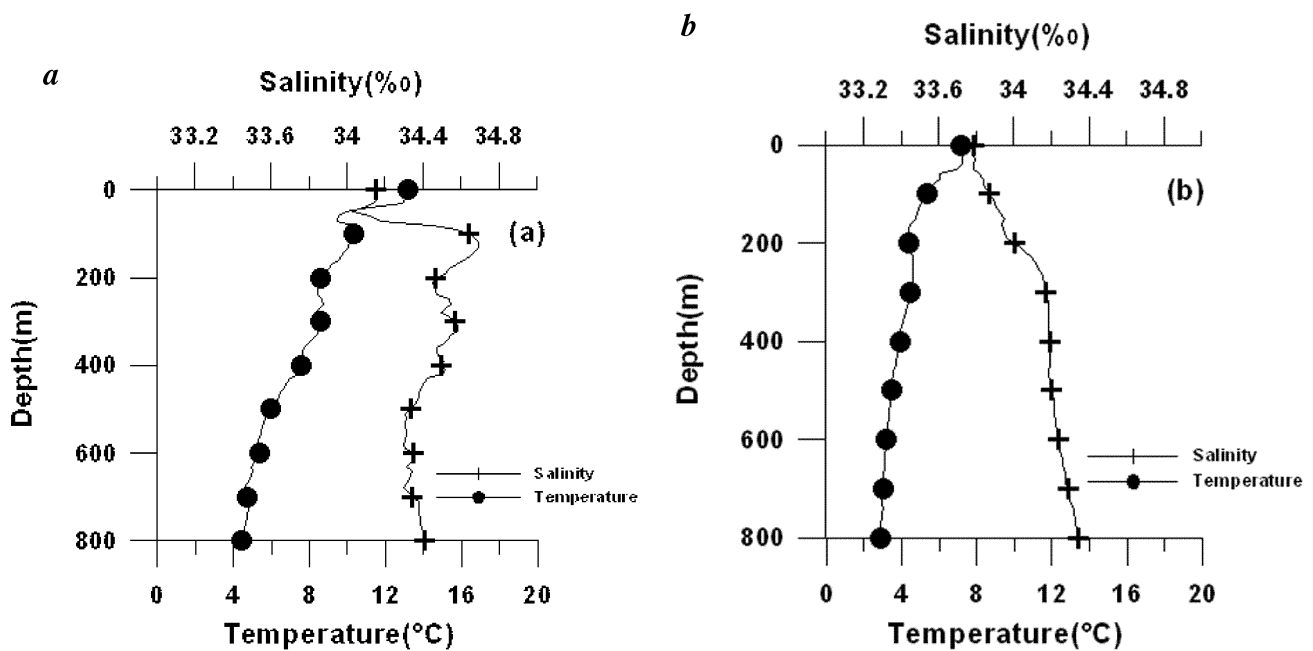 a
Salinity(%0)
33.2 33.6 34 34.4 34.8
0
200
400
600
800
Depth(m)
(a)
Salinity
Temperature
0 4 8 12 16 20
Temperature(°C)
b
Salinity(%0)
33.2 33.6 34 34.4 34.8
0
200
400
600
800
Depth(m)
(b)
Salinity
Temperature
0 4 8 12 16 20
Temperature(°C)